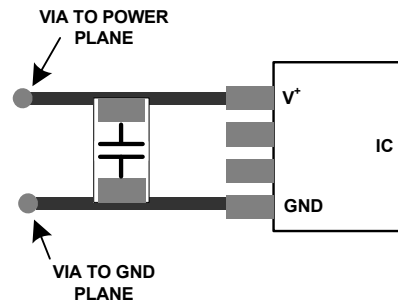 VIA TO POWER
PLANE
V+
IC
GND
VIA TO GND
PLANE